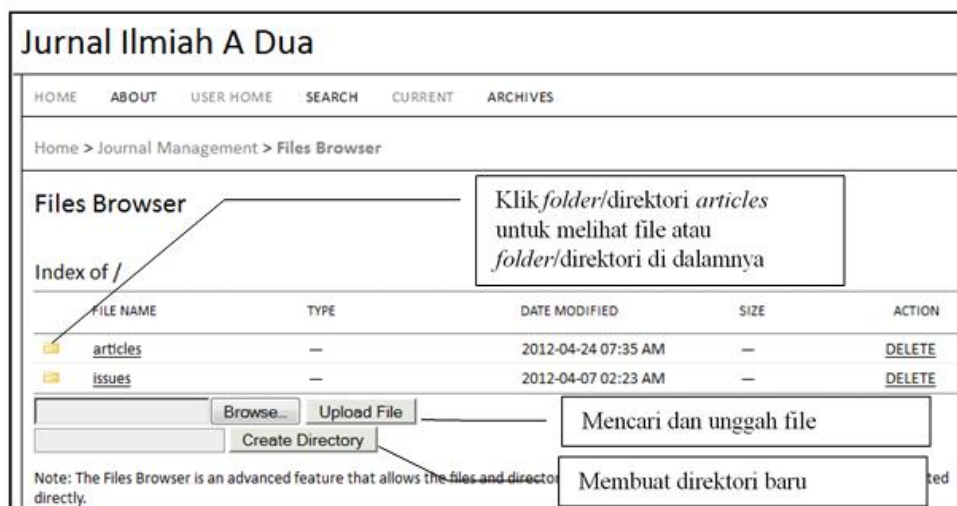 Jurnal Ilmiah A Dua
HOME ABOUT USER HOME SEARCH CURRENT ARCHIVES
Home > Journal Management > Files Browser
Files Browser
Klik folder/direktori articles
untuk melihat file atau
folder/direktori di dalamnya
Index of /
FILE NAME TYPE DATE MODIFIED SIZE ACTION
articles — 2012-04-24 07:35 AM — DELETE
issues — 2012-04-07 02:23 AM — DELETE
Browse... Upload File
Mencari dan unggah file
Create Directory
Membuat direktori baru
Note: The Files Browser is an advanced feature that allows the files and
directly.